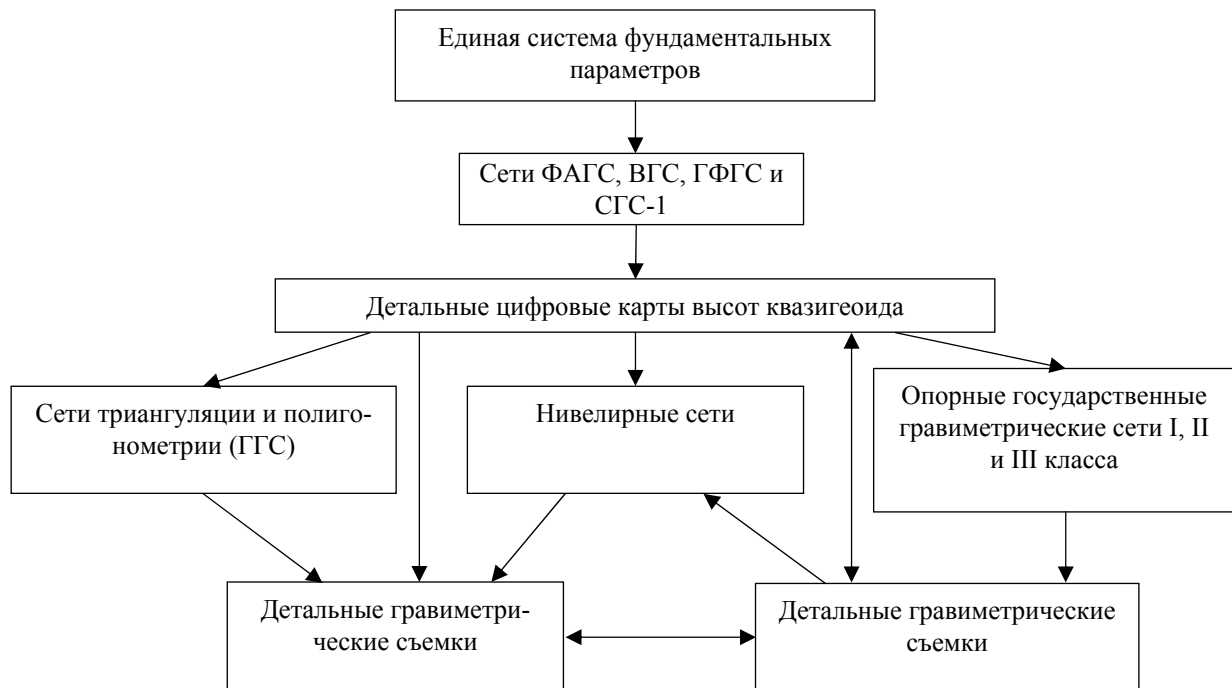 Единая система фундаментальных
параметров
Сети ФАГС, ВГС, ГФГС и
СГС-1
Детальные цифровые карты высот квазигеоида
Сети триангуляции и полиго-
нометрии (ГГС)
Нивелирные сети
Опорные государственные
гравиметрические сети I, II
и III класса
Детальные гравиметри-
ческие съемки
Детальные гравиметрические
съемки